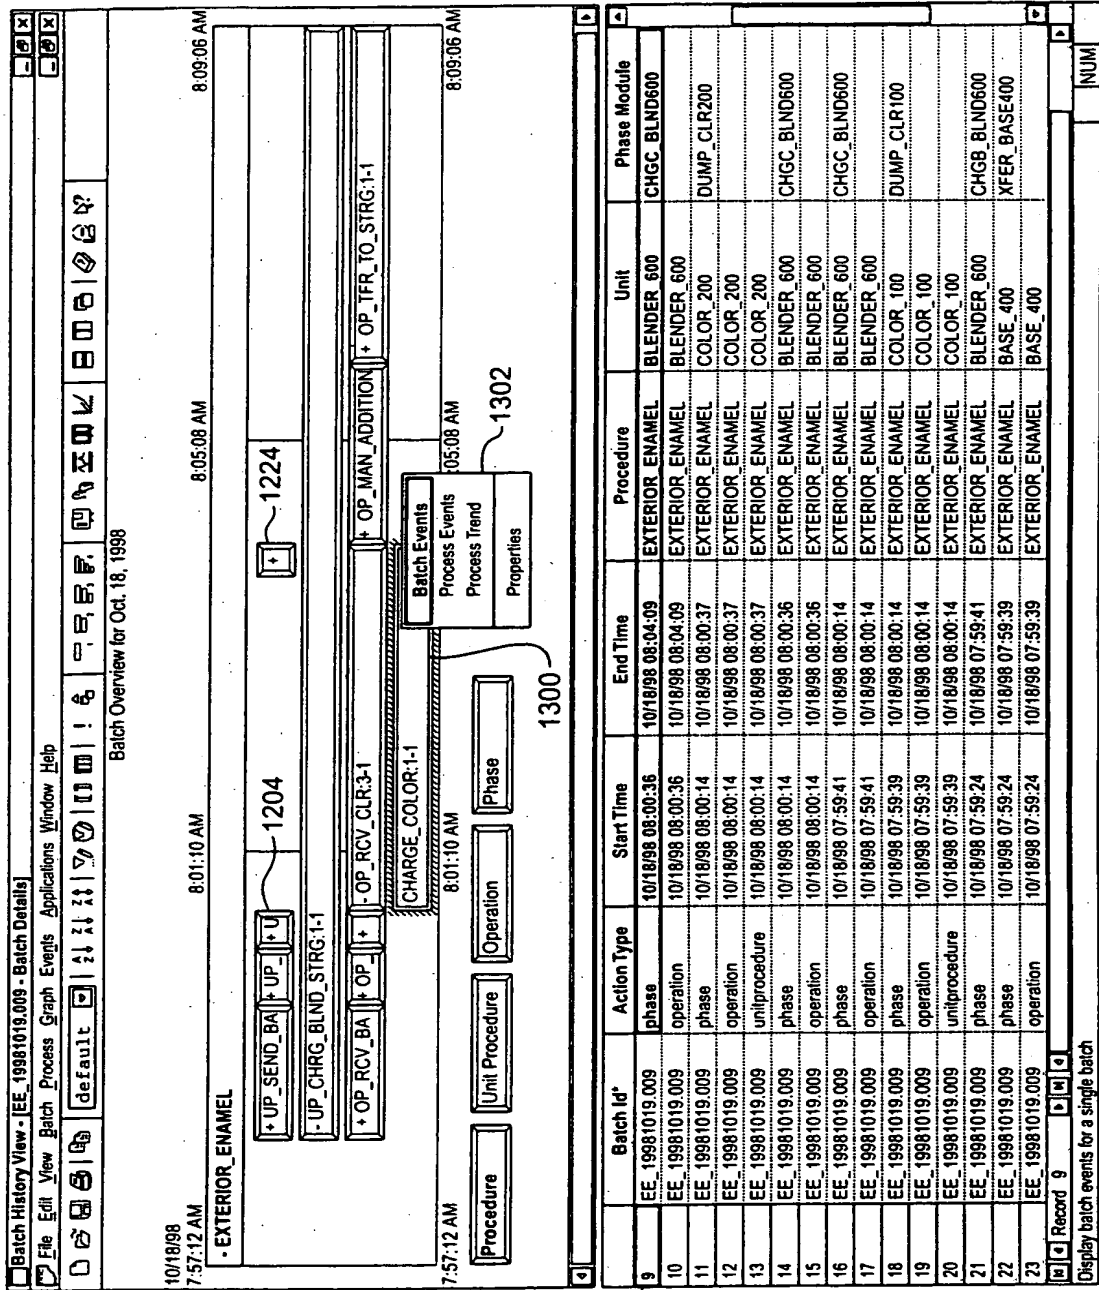 Batch History View - [EE_19981019.009 - Batch Details]
File Edit View Batch Process Graph Events Applications Window Help
default
Batch Overview for Oct. 18, 1998
10/18/98
7:57:12 AM 8:01:10 AM 8:05:08 AM 8:09:06 AM
- EXTERIOR_ENAMEL
+ UP_SEND_BA + UP_ + U 1204 + 1224
- UP_CHRG_BLND_STRG:1-1
+ OP_RCV_BA + OP_ + - OP_RCV_CLR:3-1 + OP_MAN_ADDITION + OP_TFR_TO_STRG:1-1
CHARGE_COLOR:1-1
Batch Events
Process Events
Process Trend
Properties
1302
7:57:12 AM 8:01:10 AM :05:08 AM 8:09:06 AM
Procedure Unit Procedure Operation Phase
1300
Batch Id* Action Type Start Time End Time Procedure Unit Phase Module
9 EE_19981019.009 phase 10/18/98 08:00:36 10/18/98 08:04:09 EXTERIOR_ENAMEL BLENDER_600 CHGC_BLND600
10 EE_19981019.009 operation 10/18/98 08:00:36 10/18/98 08:04:09 EXTERIOR_ENAMEL BLENDER_600
11 EE_19981019.009 phase 10/18/98 08:00:14 10/18/98 08:00:37 EXTERIOR_ENAMEL COLOR_200 DUMP_CLR200
12 EE_19981019.009 operation 10/18/98 08:00:14 10/18/98 08:00:37 EXTERIOR_ENAMEL COLOR_200
13 EE_19981019.009 unitprocedure 10/18/98 08:00:14 10/18/98 08:00:37 EXTERIOR_ENAMEL COLOR_200
14 EE_19981019.009 phase 10/18/98 08:00:14 10/18/98 08:00:36 EXTERIOR_ENAMEL BLENDER_600 CHGC_BLND600
15 EE_19981019.009 operation 10/18/98 08:00:14 10/18/98 08:00:36 EXTERIOR_ENAMEL BLENDER_600
16 EE_19981019.009 phase 10/18/98 07:59:41 10/18/98 08:00:14 EXTERIOR_ENAMEL BLENDER_600 CHGC_BLND600
17 EE_19981019.009 operation 10/18/98 07:59:41 10/18/98 08:00:14 EXTERIOR_ENAMEL BLENDER_600
18 EE_19981019.009 phase 10/18/98 07:59:39 10/18/98 08:00:14 EXTERIOR_ENAMEL COLOR_100 DUMP_CLR100
19 EE_19981019.009 operation 10/18/98 07:59:39 10/18/98 08:00:14 EXTERIOR_ENAMEL COLOR_100
20 EE_19981019.009 unitprocedure 10/18/98 07:59:39 10/18/98 08:00:14 EXTERIOR_ENAMEL COLOR_100
21 EE_19981019.009 phase 10/18/98 07:59:24 10/18/98 07:59:41 EXTERIOR_ENAMEL BLENDER_600 CHGB_BLND600
22 EE_19981019.009 phase 10/18/98 07:59:24 10/18/98 07:59:39 EXTERIOR_ENAMEL BASE_400 XFER_BASE400
23 EE_19981019.009 operation 10/18/98 07:59:24 10/18/98 07:59:39 EXTERIOR_ENAMEL BASE_400
Record 9
Display batch events for a single batch NUM